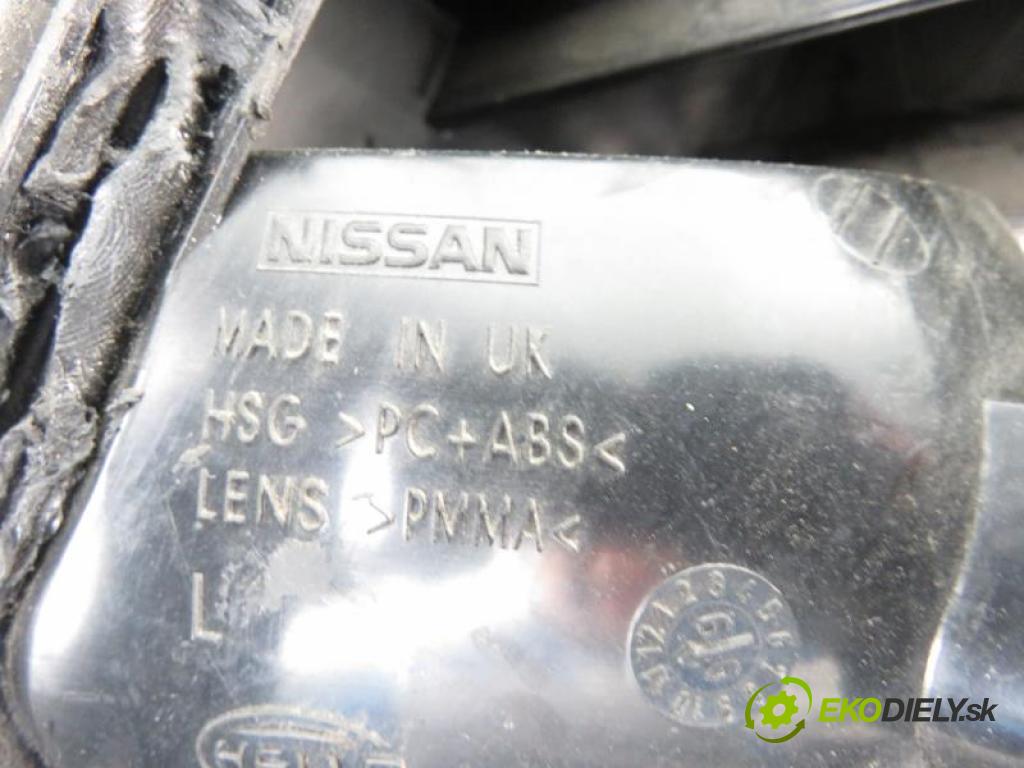 NISSAN
MADE IN UK
HSG >PC+ABS<
LENS >PMMA<
L
EKODIELY.sk